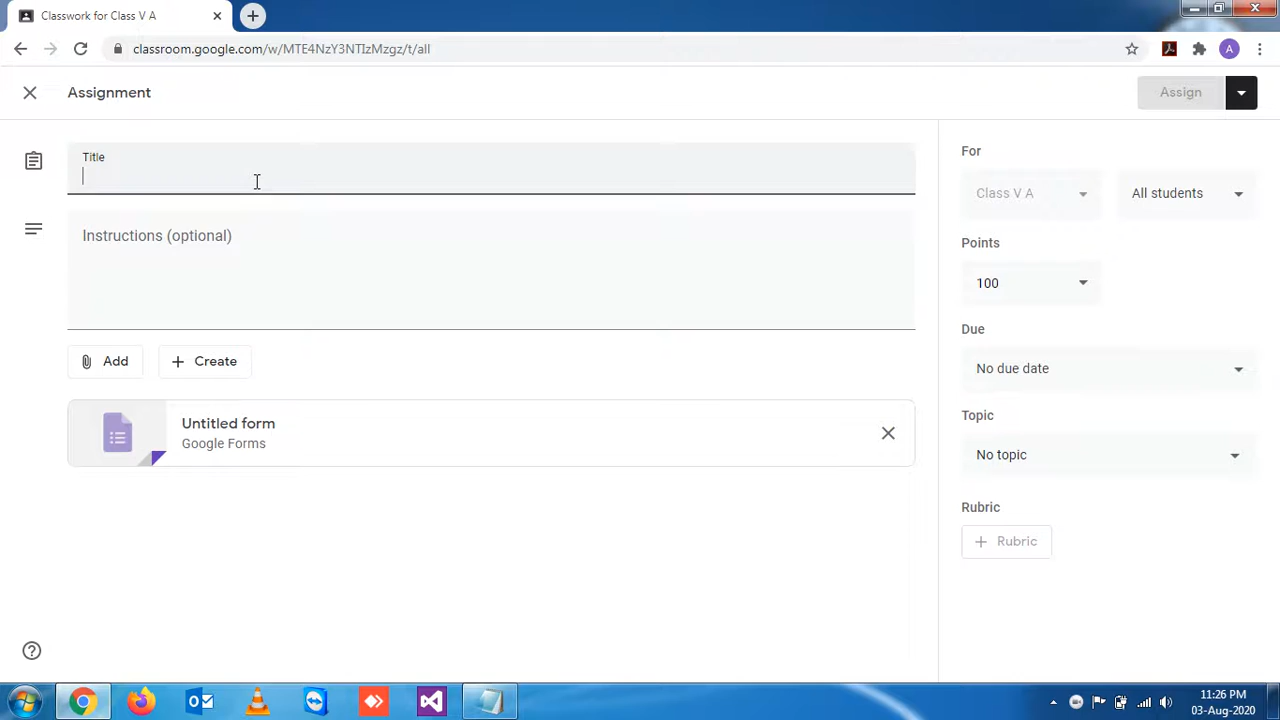 Classwork for Class V A
classroom.google.com/w/MTE4NzY3NTIzMzgz/t/all
A
Assignment
Assign
Title
Instructions (optional)
Add
Create
Untitled form
Google Forms
For
Class V A
All students
Points
100
Due
No due date
Topic
No topic
Rubric
Rubric
11:26 PM
03-Aug-2020